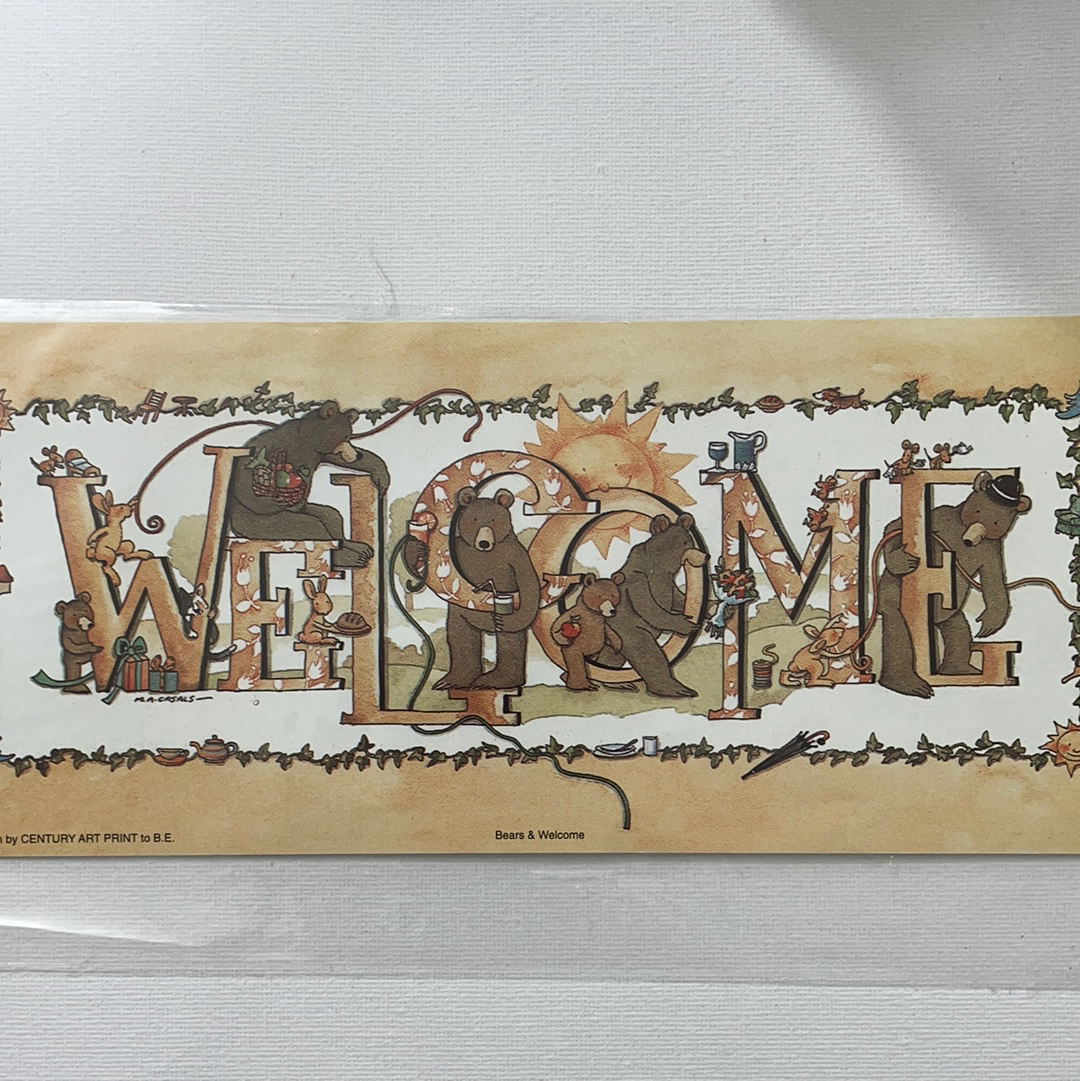 WELCOME
M.A. CASALS
by CENTURY ART PRINT to B.E.
Bears & Welcome